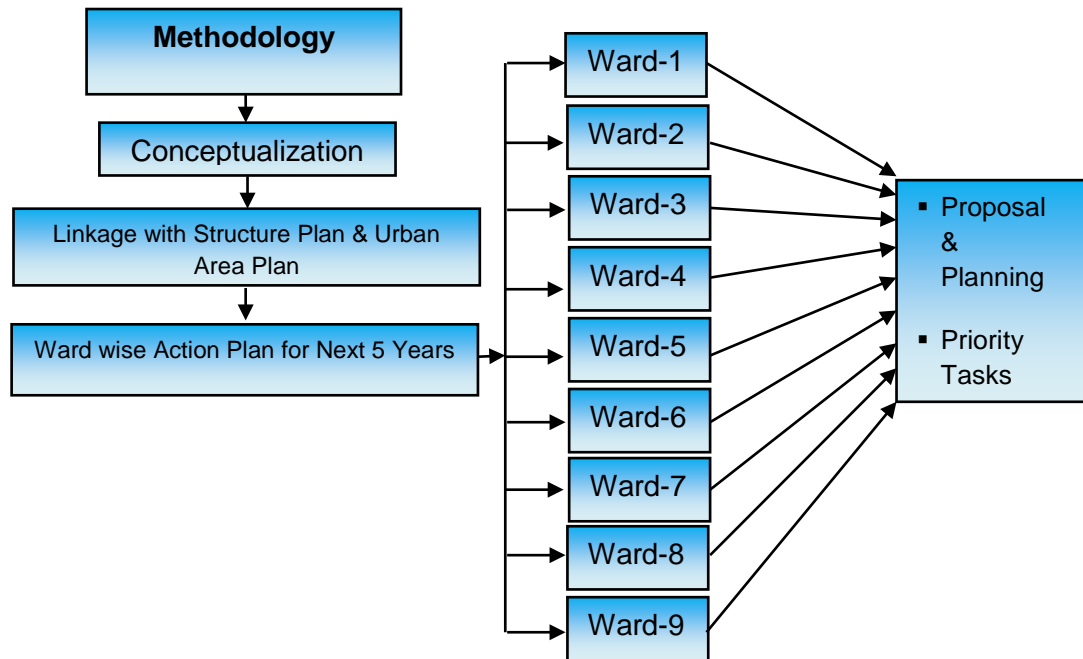 Methodology
Conceptualization
Linkage with Structure Plan & Urban
Area Plan
Ward wise Action Plan for Next 5 Years
Ward-1
Ward-2
Ward-3
Ward-4
Ward-5
Ward-6
Ward-7
Ward-8
Ward-9
▪ Proposal
&
Planning
▪ Priority
Tasks